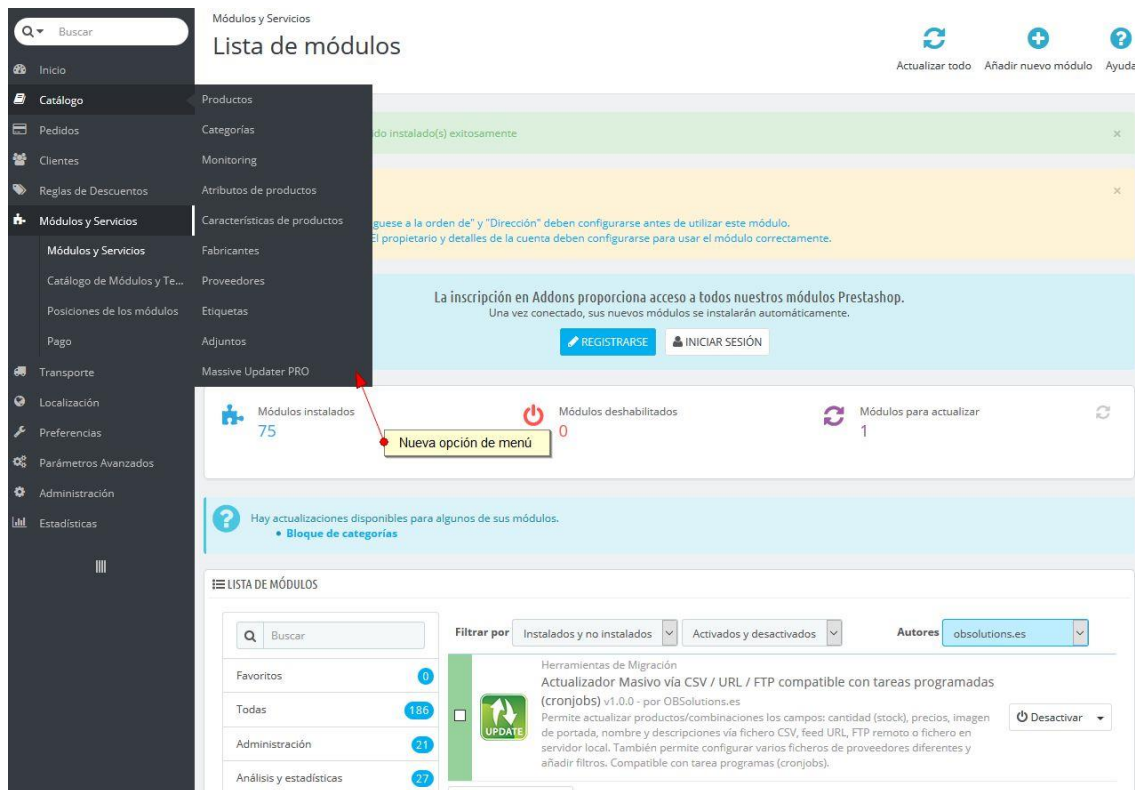 Buscar
Inicio
Catálogo
Pedidos
Clientes
Reglas de Descuentos
Módulos y Servicios
Módulos y Servicios
Catálogo de Módulos y Te...
Posiciones de los módulos
Pago
Transporte
Localización
Preferencias
Parámetros Avanzados
Administración
Estadísticas
Productos
Categorías
Monitoring
Atributos de productos
Características de productos
Fabricantes
Proveedores
Etiquetas
Adjuntos
Massive Updater PRO
Módulos y Servicios
Lista de módulos
Actualizar todo Añadir nuevo módulo Ayuda
do instalado(s) exitosamente
guese a la orden de" y "Dirección" deben configurarse antes de utilizar este módulo.
El propietario y detalles de la cuenta deben configurarse para usar el módulo correctamente.
La inscripción en Addons proporciona acceso a todos nuestros módulos Prestashop.
Una vez conectado, sus nuevos módulos se instalarán automáticamente.
REGISTRARSE INICIAR SESIÓN
Módulos instalados
75
Módulos deshabilitados
0
Módulos para actualizar
1
Nueva opción de menú
Hay actualizaciones disponibles para algunos de sus módulos.
• Bloque de categorías
LISTA DE MÓDULOS
Buscar
Favoritos 0
Todas 186
Administración 21
Análisis y estadísticas 27
Filtrar por Instalados y no instalados Activados y desactivados Autores obsolutions.es
UPDATE
Herramientas de Migración
Actualizador Masivo vía CSV / URL / FTP compatible con tareas programadas
(cronjobs) v1.0.0 - por OBSolutions.es
Permite actualizar productos/combinaciones los campos: cantidad (stock), precios, imagen
de portada, nombre y descripciones vía fichero CSV, feed URL, FTP remoto o fichero en
servidor local. También permite configurar varios ficheros de proveedores diferentes y
añadir filtros. Compatible con tarea programas (cronjobs).
Desactivar